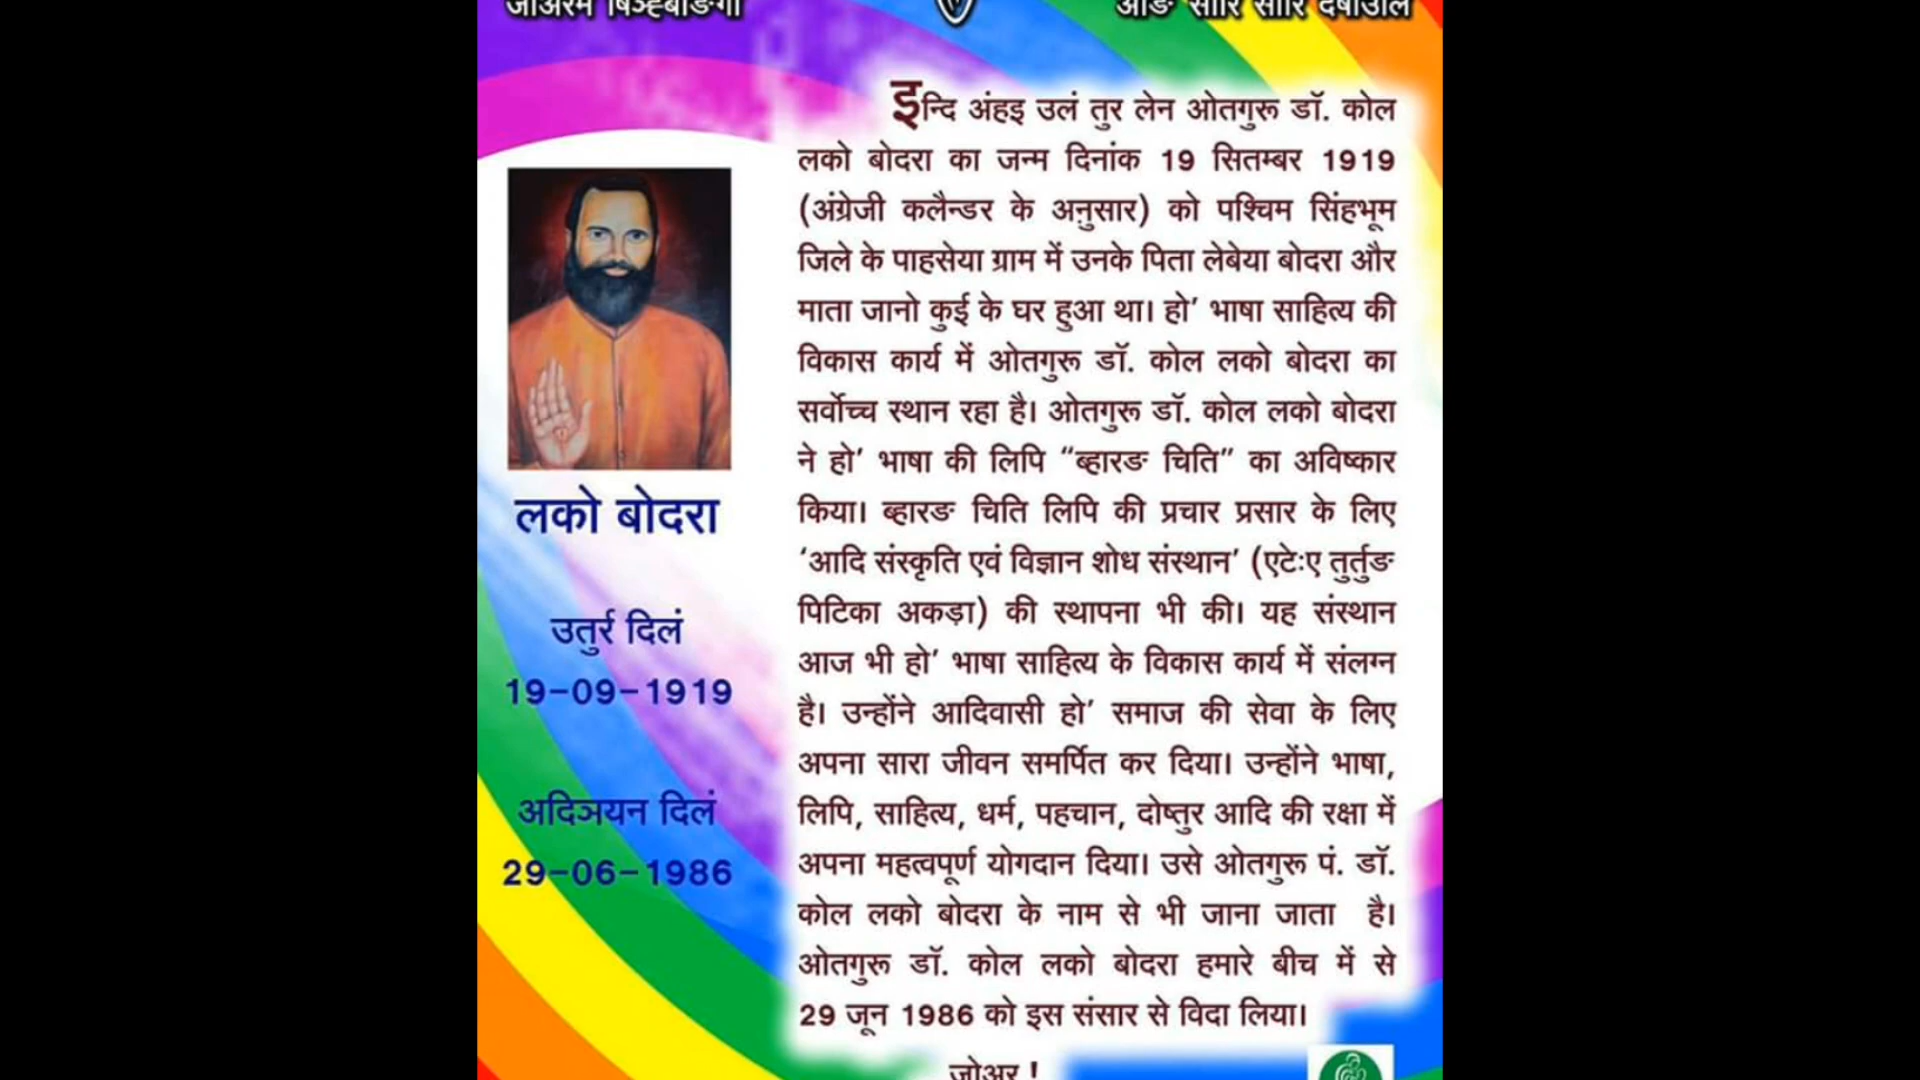 इन्दि अंहइ उलं तुर लेन ओतगुरू डॉ. कोल
लको बोदरा का जन्म दिनांक 19 सितम्बर 1919
(अंग्रेजी कलैन्डर के अनुसार) को पश्चिम सिंहभूम
जिले के पाहसेया ग्राम में उनके पिता लेबेया बोदरा और
माता जानो कुई के घर हुआ था। हो’ भाषा साहित्य की
विकास कार्य में ओतगुरू डॉ. कोल लको बोदरा का
सर्वोच्च स्थान रहा है। ओतगुरू डॉ. कोल लको बोदरा
ने हो’ भाषा की लिपि “ब्हारङ चिति” का अविष्कार
किया। ब्हारङ चिति लिपि की प्रचार प्रसार के लिए
‘आदि संस्कृति एवं विज्ञान शोध संस्थान’ (एटेःए तुर्तुङ
पिटिका अकड़ा) की स्थापना भी की। यह संस्थान
आज भी हो’ भाषा साहित्य के विकास कार्य में संलग्न
है। उन्होंने आदिवासी हो’ समाज की सेवा के लिए
अपना सारा जीवन समर्पित कर दिया। उन्होंने भाषा,
लिपि, साहित्य, धर्म, पहचान, दोष्तुर आदि की रक्षा में
अपना महत्वपूर्ण योगदान दिया। उसे ओतगुरू पं. डॉ.
कोल लको बोदरा के नाम से भी जाना जाता है।
ओतगुरू डॉ. कोल लको बोदरा हमारे बीच में से
29 जून 1986 को इस संसार से विदा लिया।
जोअर !
लको बोदरा
उतुर्र दिलं
19-09-1919
अदिञयन दिलं
29-06-1986